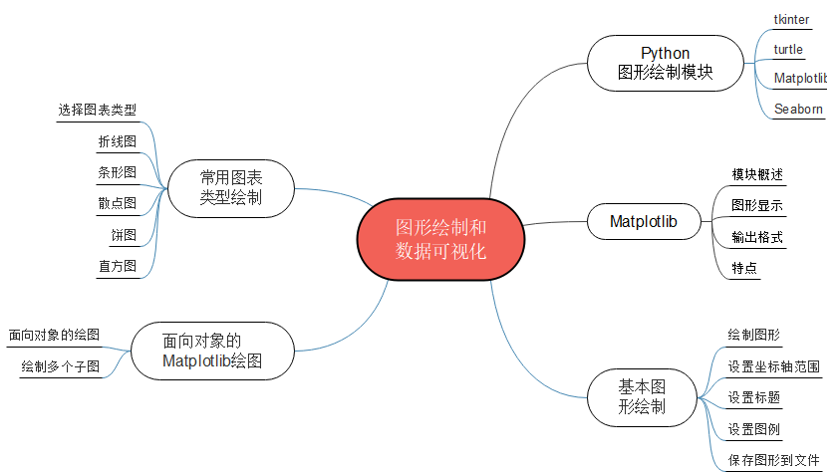 图形绘制和
数据可视化
Python
图形绘制模块
tkinter
turtle
Matplotlib
Seaborn
Matplotlib
模块概述
图形显示
输出格式
特点
基本图
形绘制
绘制图形
设置坐标轴范围
设置标题
设置图例
保存图形到文件
常用图表
类型绘制
选择图表类型
折线图
条形图
散点图
饼图
直方图
面向对象的
Matplotlib绘图
面向对象的绘图
绘制多个子图